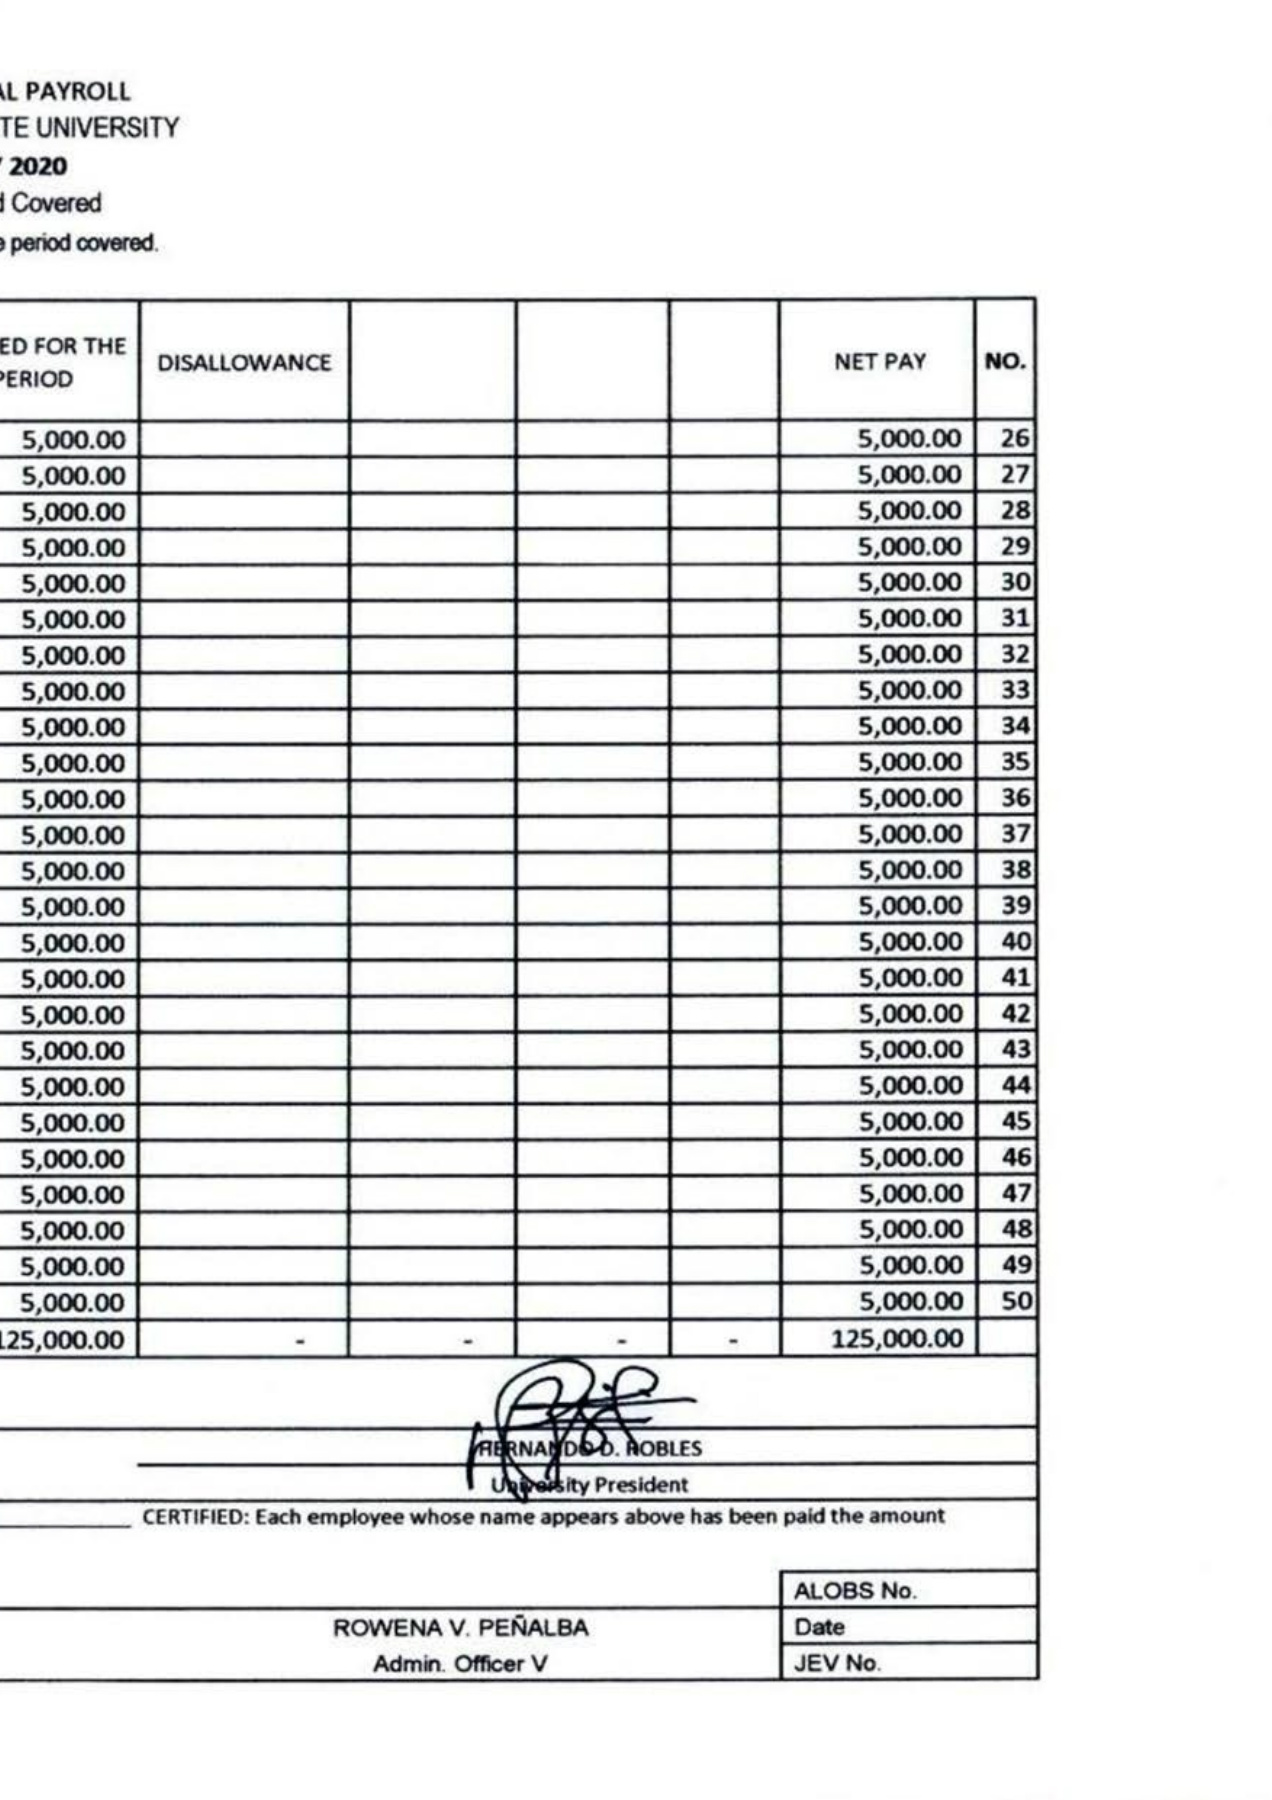 AL PAYROLL
TE UNIVERSITY
2020
Covered
period covered.
ED FOR THE PERIOD DISALLOWANCE NET PAY NO.
5,000.00 5,000.00 26
5,000.00 5,000.00 27
5,000.00 5,000.00 28
5,000.00 5,000.00 29
5,000.00 5,000.00 30
5,000.00 5,000.00 31
5,000.00 5,000.00 32
5,000.00 5,000.00 33
5,000.00 5,000.00 34
5,000.00 5,000.00 35
5,000.00 5,000.00 36
5,000.00 5,000.00 37
5,000.00 5,000.00 38
5,000.00 5,000.00 39
5,000.00 5,000.00 40
5,000.00 5,000.00 41
5,000.00 5,000.00 42
5,000.00 5,000.00 43
5,000.00 5,000.00 44
5,000.00 5,000.00 45
5,000.00 5,000.00 46
5,000.00 5,000.00 47
5,000.00 5,000.00 48
5,000.00 5,000.00 49
5,000.00 5,000.00 50
125,000.00 - - - - 125,000.00
HERNANDO D. ROBLES
University President
CERTIFIED: Each employee whose name appears above has been paid the amount
ALOBS No.
ROWENA V. PEÑALBA Date
Admin. Officer V JEV No.